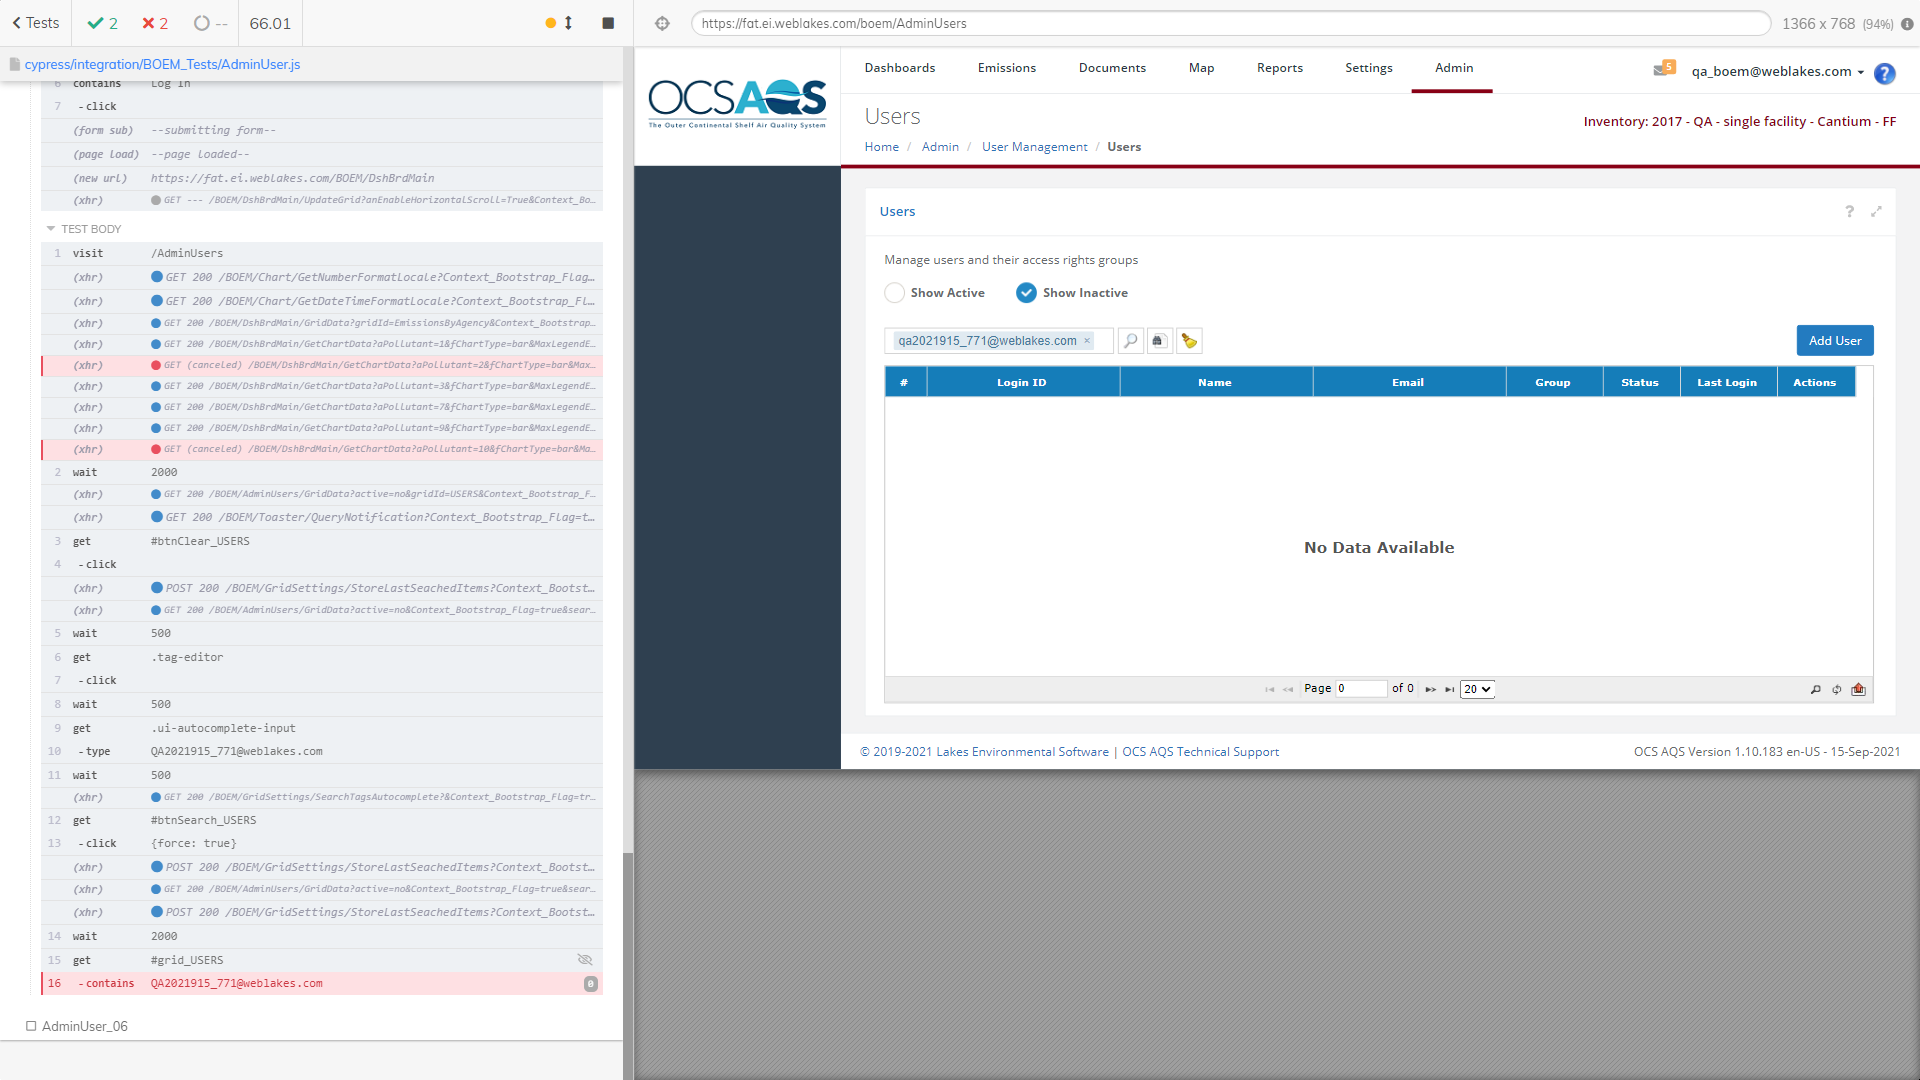 Tests
2
2
--
66.01
cypress/integration/BOEM_Tests/AdminUser.js
6 contains Log In
7 -click
(form sub) --submitting form--
(page load) --page loaded--
(new url) https://fat.ei.weblakes.com/BOEM/DshBrdMain
(xhr) GET --- /BOEM/DshBrdMain/UpdateGrid?anEnableHorizontalScroll=True&Context_Bo…
TEST BODY
1 visit /AdminUsers
(xhr) GET 200 /BOEM/Chart/GetNumberFormatLocale?Context_Bootstrap_Flag…
(xhr) GET 200 /BOEM/Chart/GetDateTimeFormatLocale?Context_Bootstrap_Fl…
(xhr) GET 200 /BOEM/DshBrdMain/GridData?gridId=EmissionsByAgency&Context_Bootstrap…
(xhr) GET 200 /BOEM/DshBrdMain/GetChartData?aPollutant=1&fChartType=bar&MaxLegendE…
(xhr) GET (canceled) /BOEM/DshBrdMain/GetChartData?aPollutant=2&fChartType=bar&Max…
(xhr) GET 200 /BOEM/DshBrdMain/GetChartData?aPollutant=3&fChartType=bar&MaxLegendE…
(xhr) GET 200 /BOEM/DshBrdMain/GetChartData?aPollutant=7&fChartType=bar&MaxLegendE…
(xhr) GET 200 /BOEM/DshBrdMain/GetChartData?aPollutant=9&fChartType=bar&MaxLegendE…
(xhr) GET (canceled) /BOEM/DshBrdMain/GetChartData?aPollutant=10&fChartType=bar&Ma…
2 wait 2000
(xhr) GET 200 /BOEM/AdminUsers/GridData?active=no&gridId=USERS&Context_Bootstrap_F…
(xhr) GET 200 /BOEM/Toaster/QueryNotification?Context_Bootstrap_Flag=t…
3 get #btnClear_USERS
4 -click
(xhr) POST 200 /BOEM/GridSettings/StoreLastSeachedItems?Context_Bootst…
(xhr) GET 200 /BOEM/AdminUsers/GridData?active=no&Context_Bootstrap_Flag=true&sear…
5 wait 500
6 get .tag-editor
7 -click
8 wait 500
9 get .ui-autocomplete-input
10 -type QA2021915_771@weblakes.com
11 wait 500
(xhr) GET 200 /BOEM/GridSettings/SearchTagsAutocomplete?&Context_Bootstrap_Flag=tr…
12 get #btnSearch_USERS
13 -click {force: true}
(xhr) POST 200 /BOEM/GridSettings/StoreLastSeachedItems?Context_Bootst…
(xhr) GET 200 /BOEM/AdminUsers/GridData?active=no&Context_Bootstrap_Flag=true&sear…
(xhr) POST 200 /BOEM/GridSettings/StoreLastSeachedItems?Context_Bootst…
14 wait 2000
15 get #grid_USERS
16 -contains QA2021915_771@weblakes.com 0
AdminUser_06
https://fat.ei.weblakes.com/boem/AdminUsers
1366 x 768 (94%)
OCSAQS
The Outer Continental Shelf Air Quality System
Dashboards Emissions Documents Map Reports Settings Admin
5
qa_boem@weblakes.com
?
Users
Inventory: 2017 - QA - single facility - Cantium - FF
Home / Admin / User Management / Users
Users
?
Manage users and their access rights groups
Show Active Show Inactive
qa2021915_771@weblakes.com ×
Add User
# Login ID Name Email Group Status Last Login Actions
No Data Available
Page 0 of 0 20
© 2019-2021 Lakes Environmental Software | OCS AQS Technical Support
OCS AQS Version 1.10.183 en-US - 15-Sep-2021